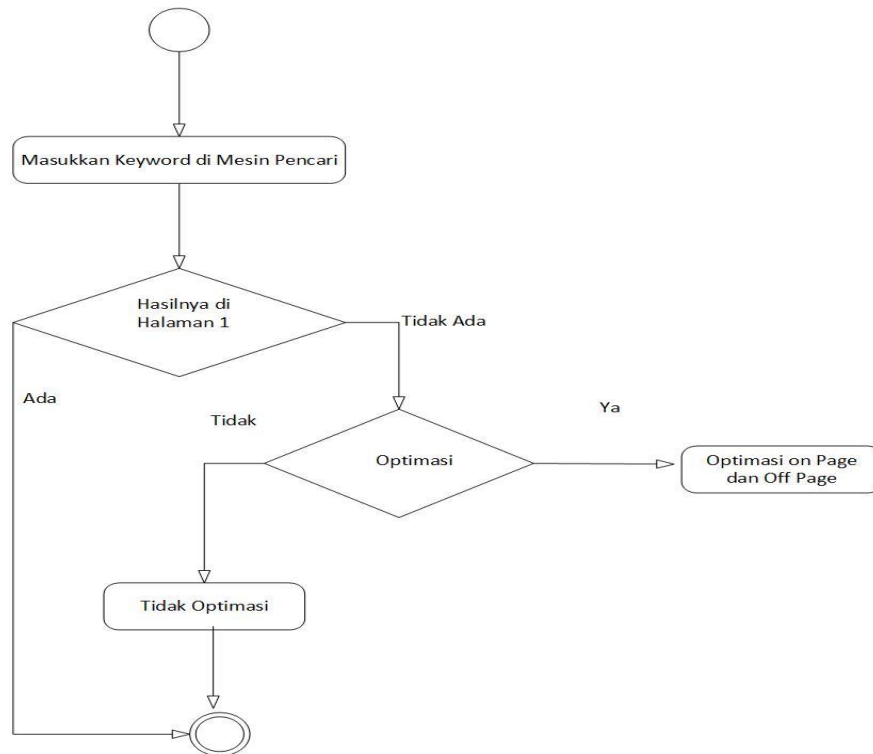 Masukkan Keyword di Mesin Pencari
Hasilnya di
Halaman 1
Tidak Ada
Ada
Tidak
Ya
Optimasi
Optimasi on Page
dan Off Page
Tidak Optimasi